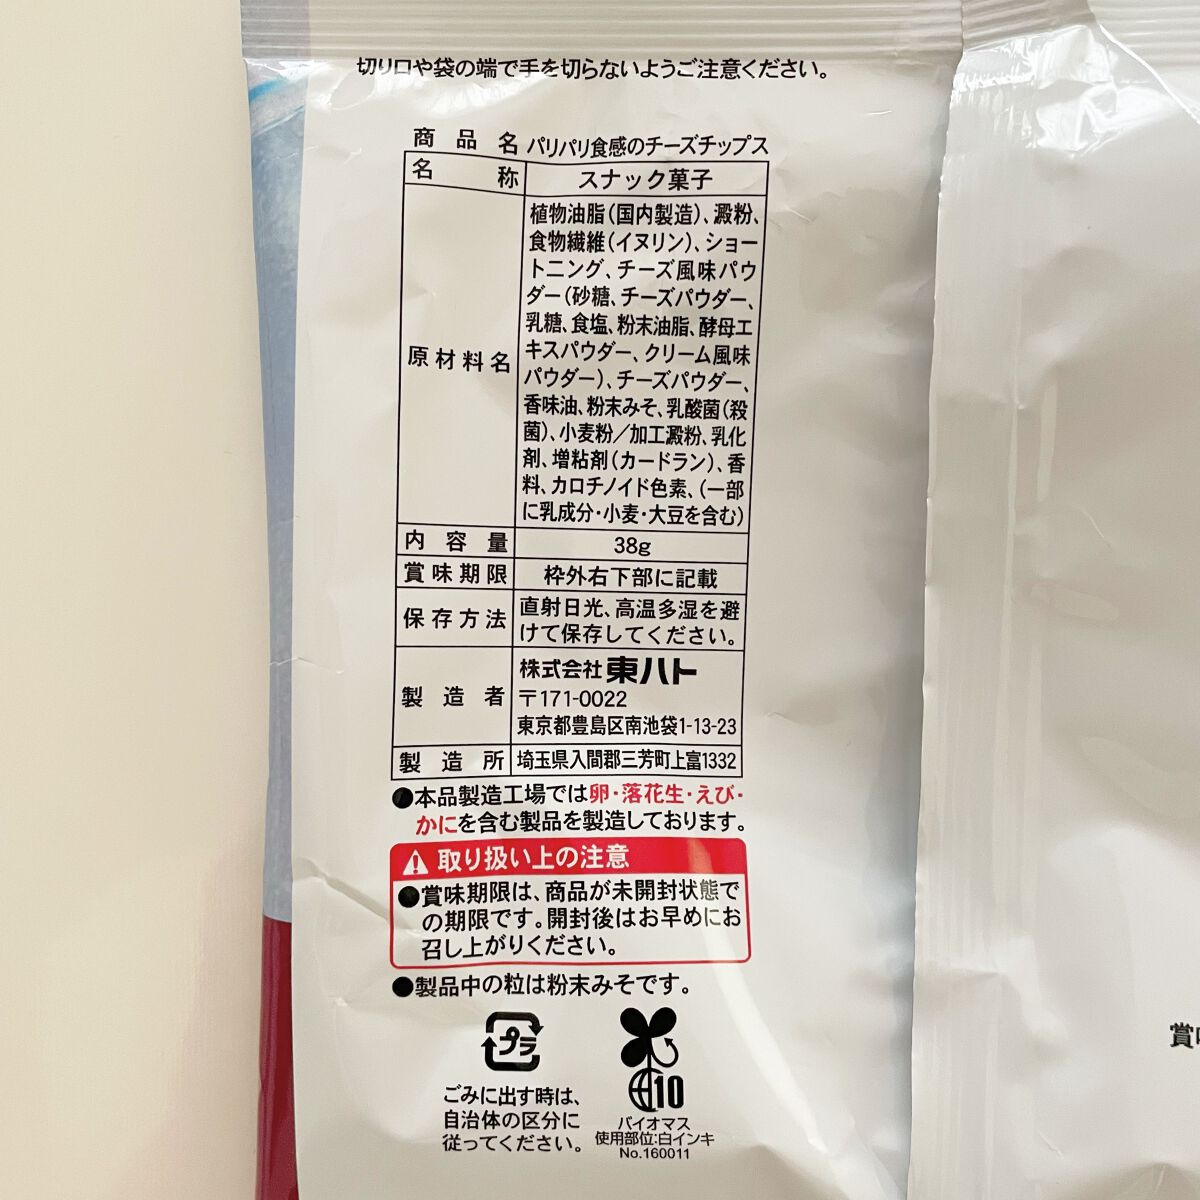 切り口や袋の端で手を切らないようご注意ください。
商品名 パリパリ食感のチーズチップス
名称 スナック菓子
原材料名
植物油脂(国内製造)、澱粉、
食物繊維(イヌリン)、ショー
トニング、チーズ風味パウ
ダー(砂糖、チーズパウダー、
乳糖、食塩、粉末油脂、酵母エ
キスパウダー、クリーム風味
パウダー)、チーズパウダー、
香味油、粉末みそ、乳酸菌(殺
菌)、小麦粉/加工澱粉、乳化
剤、増粘剤(カードラン)、香
料、カロチノイド色素、(一部
に乳成分・小麦・大豆を含む)
内容量 38g
賞味期限 枠外右下部に記載
保存方法
直射日光、高温多湿を避
けて保存してください。
製造者
株式会社 東ハト
〒171-0022
東京都豊島区南池袋1-13-23
製造所 埼玉県入間郡三芳町上富1332
●本品製造工場では卵・落花生・えび・
かにを含む製品を製造しております。
取り扱い上の注意
●賞味期限は、商品が未開封状態で
の期限です。開封後はお早めにお
召し上がりください。
●製品中の粒は粉末みそです。
プラ
ごみに出す時は、
自治体の区分に
従ってください。
10
バイオマス
使用部位:白インキ
No.160011
賞